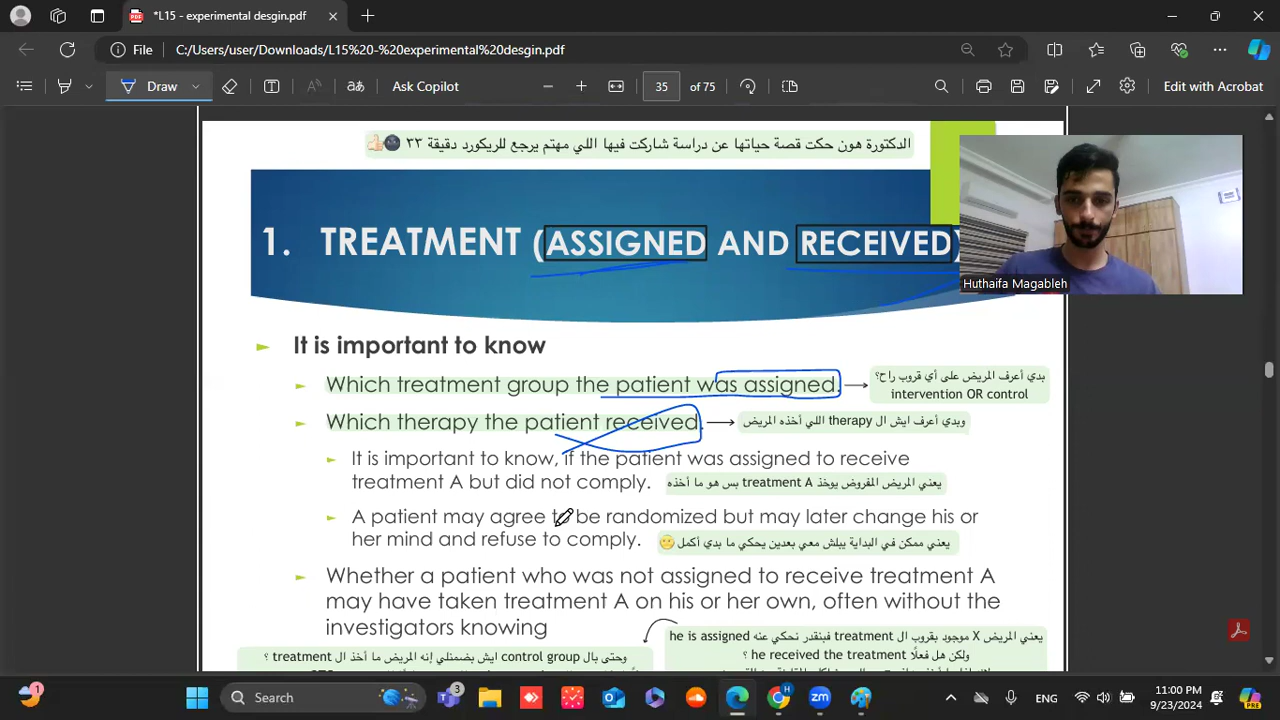 *L15 - experimental desgin.pdf
File
C:/Users/user/Downloads/L15%20-%20experimental%20desgin.pdf
Draw
Ask Copilot
35
of 75
Edit with Acrobat
الدكتورة هون حكت قصة حياتها عن دراسة شاركت فيها اللي مهتم يرجع للريكورد دقيقة ٣٣
1. TREATMENT (ASSIGNED AND RECEIVED)
Huthaifa Magableh
It is important to know
Which treatment group the patient was assigned.
بدي أعرف المريض على أي قروب راح؟
intervention OR control
Which therapy the patient received.
وبدي أعرف ايش ال therapy اللي أخذه المريض
It is important to know, if the patient was assigned to receive
treatment A but did not comply.
يعني المريض المفروض يوخذ treatment A بس هو ما أخذه
A patient may agree to be randomized but may later change his or
her mind and refuse to comply.
يعني ممكن في البداية يبلش معي بعدين يحكي ما بدي أكمل
Whether a patient who was not assigned to receive treatment A
may have taken treatment A on his or her own, often without the
investigators knowing
يعني المريض X موجود بقروب ال treatment فبنقدر نحكي عنه he is assigned
ولكن هل فعلًا he received the treatment ؟
وحتى بال control group ايش بضمنلي إنه المريض ما أخذ ال treatment ؟
1
Search
3
ENG
11:00 PM
9/23/2024